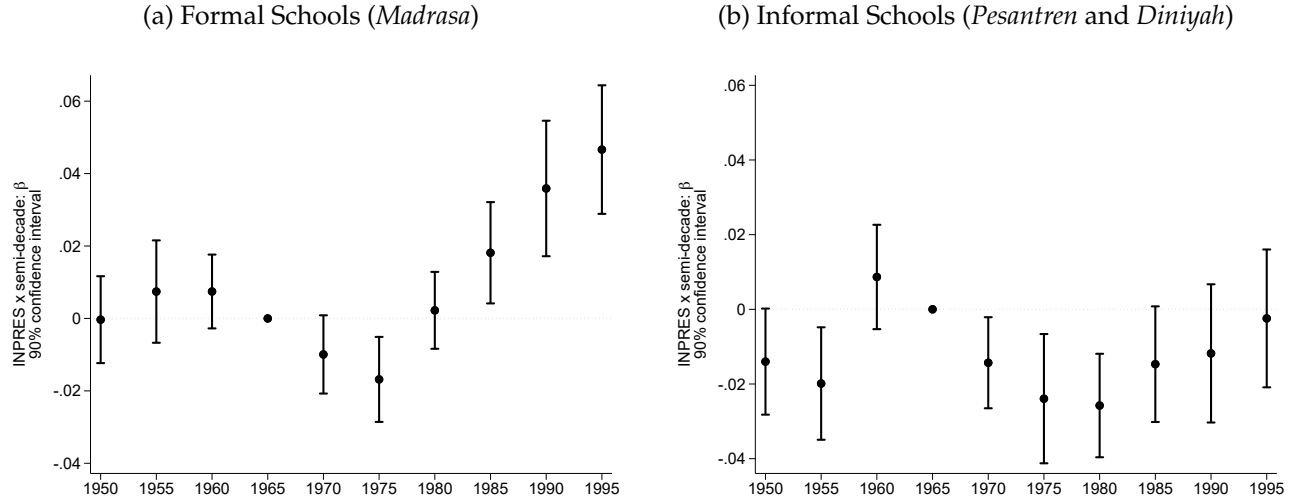 (a) Formal Schools (Madrasa)
INPRES x semi-decade: β
90% confidence interval
.06
.04
.02
0
-.02
-.04
1950 1955 1960 1965 1970 1975 1980 1985 1990 1995
(b) Informal Schools (Pesantren and Diniyah)
INPRES x semi-decade: β
90% confidence interval
.06
.04
.02
0
-.02
-.04
1950 1955 1960 1965 1970 1975 1980 1985 1990 1995